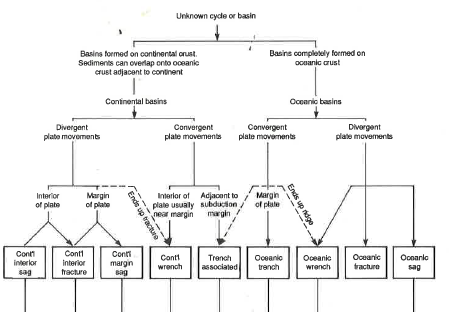 Unknown cycle or basin
Basins formed on continental crust.
Sediments can overlap onto oceanic
crust adjacent to continent
Basins completely formed on
oceanic crust
Continental basins
Oceanic basins
Divergent
plate movements
Convergent
plate movements
Convergent
plate movements
Divergent
plate movements
Interior
of plate
Margin
of plate
Ends up fracture
Interior of
plate usually
near margin
Adjacent to
subduction
margin
Margin
of plate
Ends up ridge
Cont'l
interior
sag
Cont'l
interior
fracture
Cont'l
margin
sag
Cont'l
wrench
Trench
associated
Oceanic
trench
Oceanic
wrench
Oceanic
fracture
Oceanic
sag